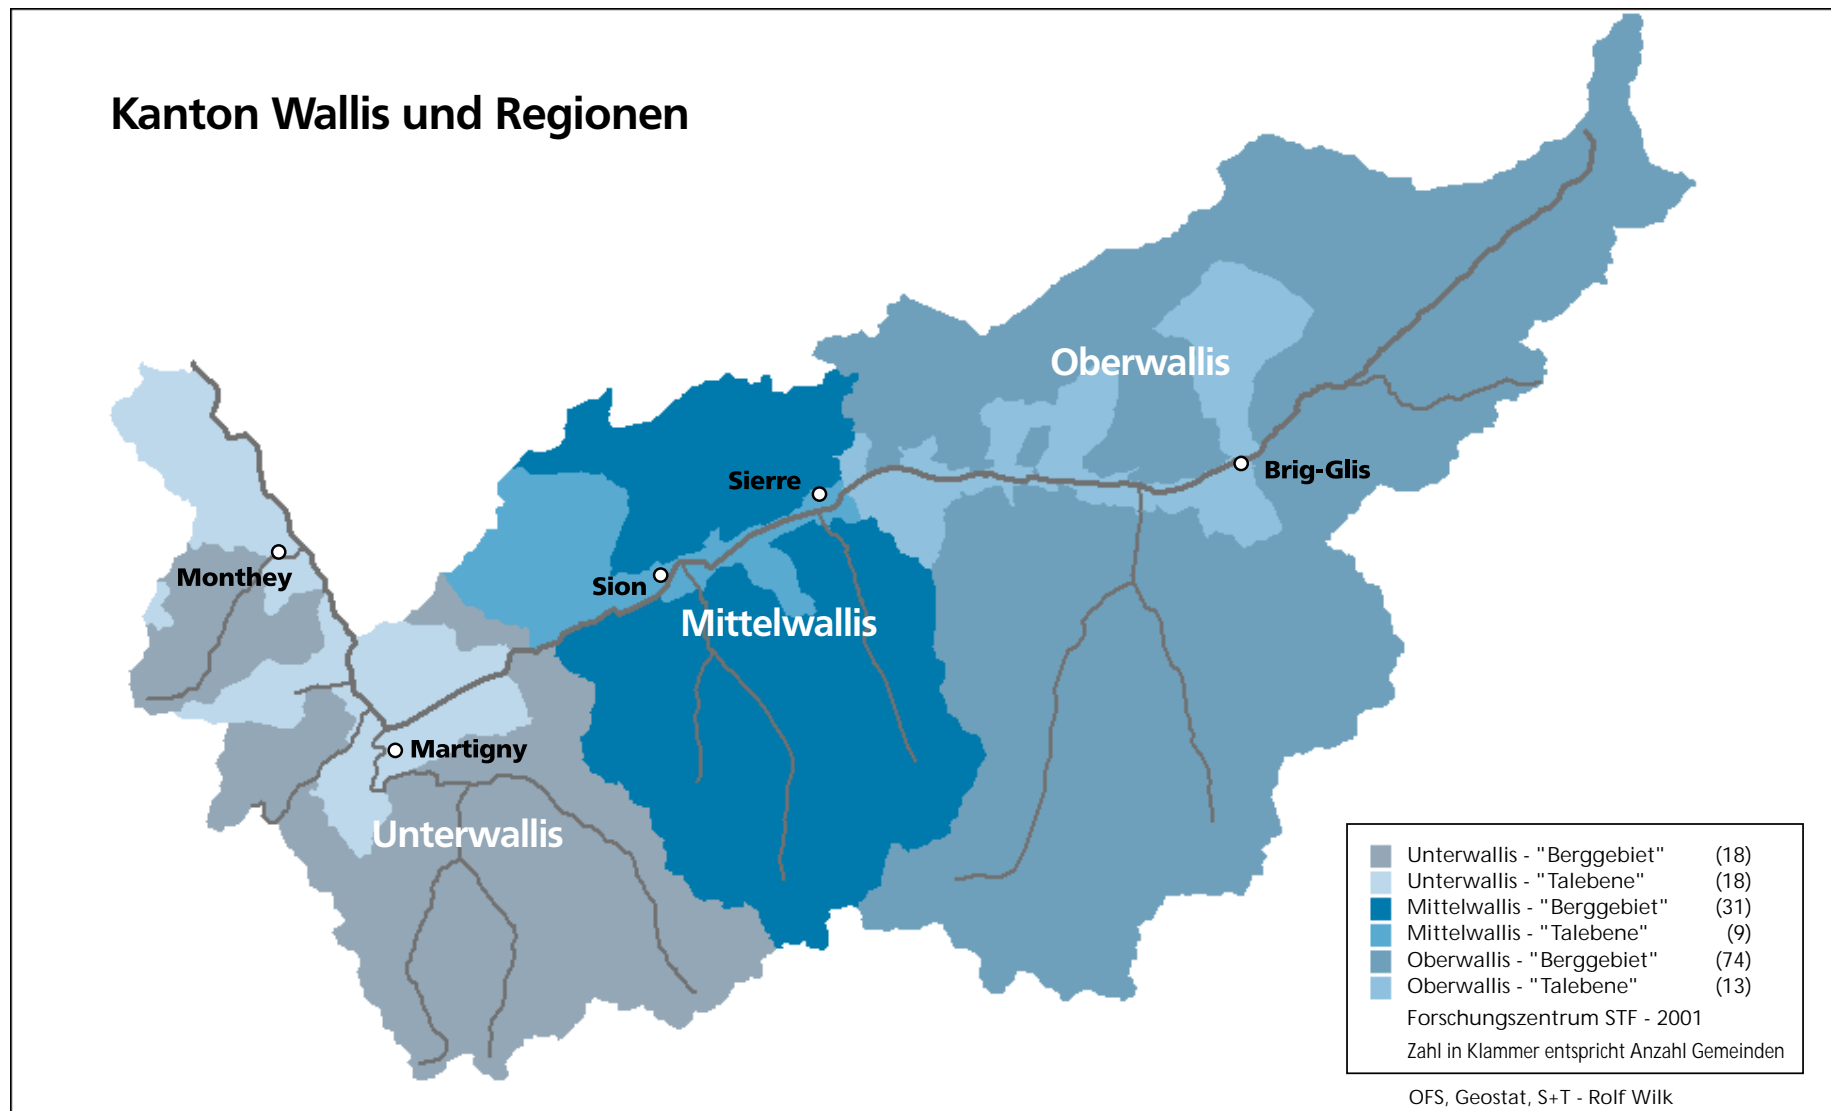 Kanton Wallis und Regionen
Oberwallis
Sierre
Brig-Glis
Monthey
Sion
Mittelwallis
Martigny
Unterwallis
Unterwallis - "Berggebiet" (18)
Unterwallis - "Talebene" (18)
Mittelwallis - "Berggebiet" (31)
Mittelwallis - "Talebene" (9)
Oberwallis - "Berggebiet" (74)
Oberwallis - "Talebene" (13)
Forschungszentrum STF - 2001
Zahl in Klammer entspricht Anzahl Gemeinden
OFS, Geostat, S+T - Rolf Wilk